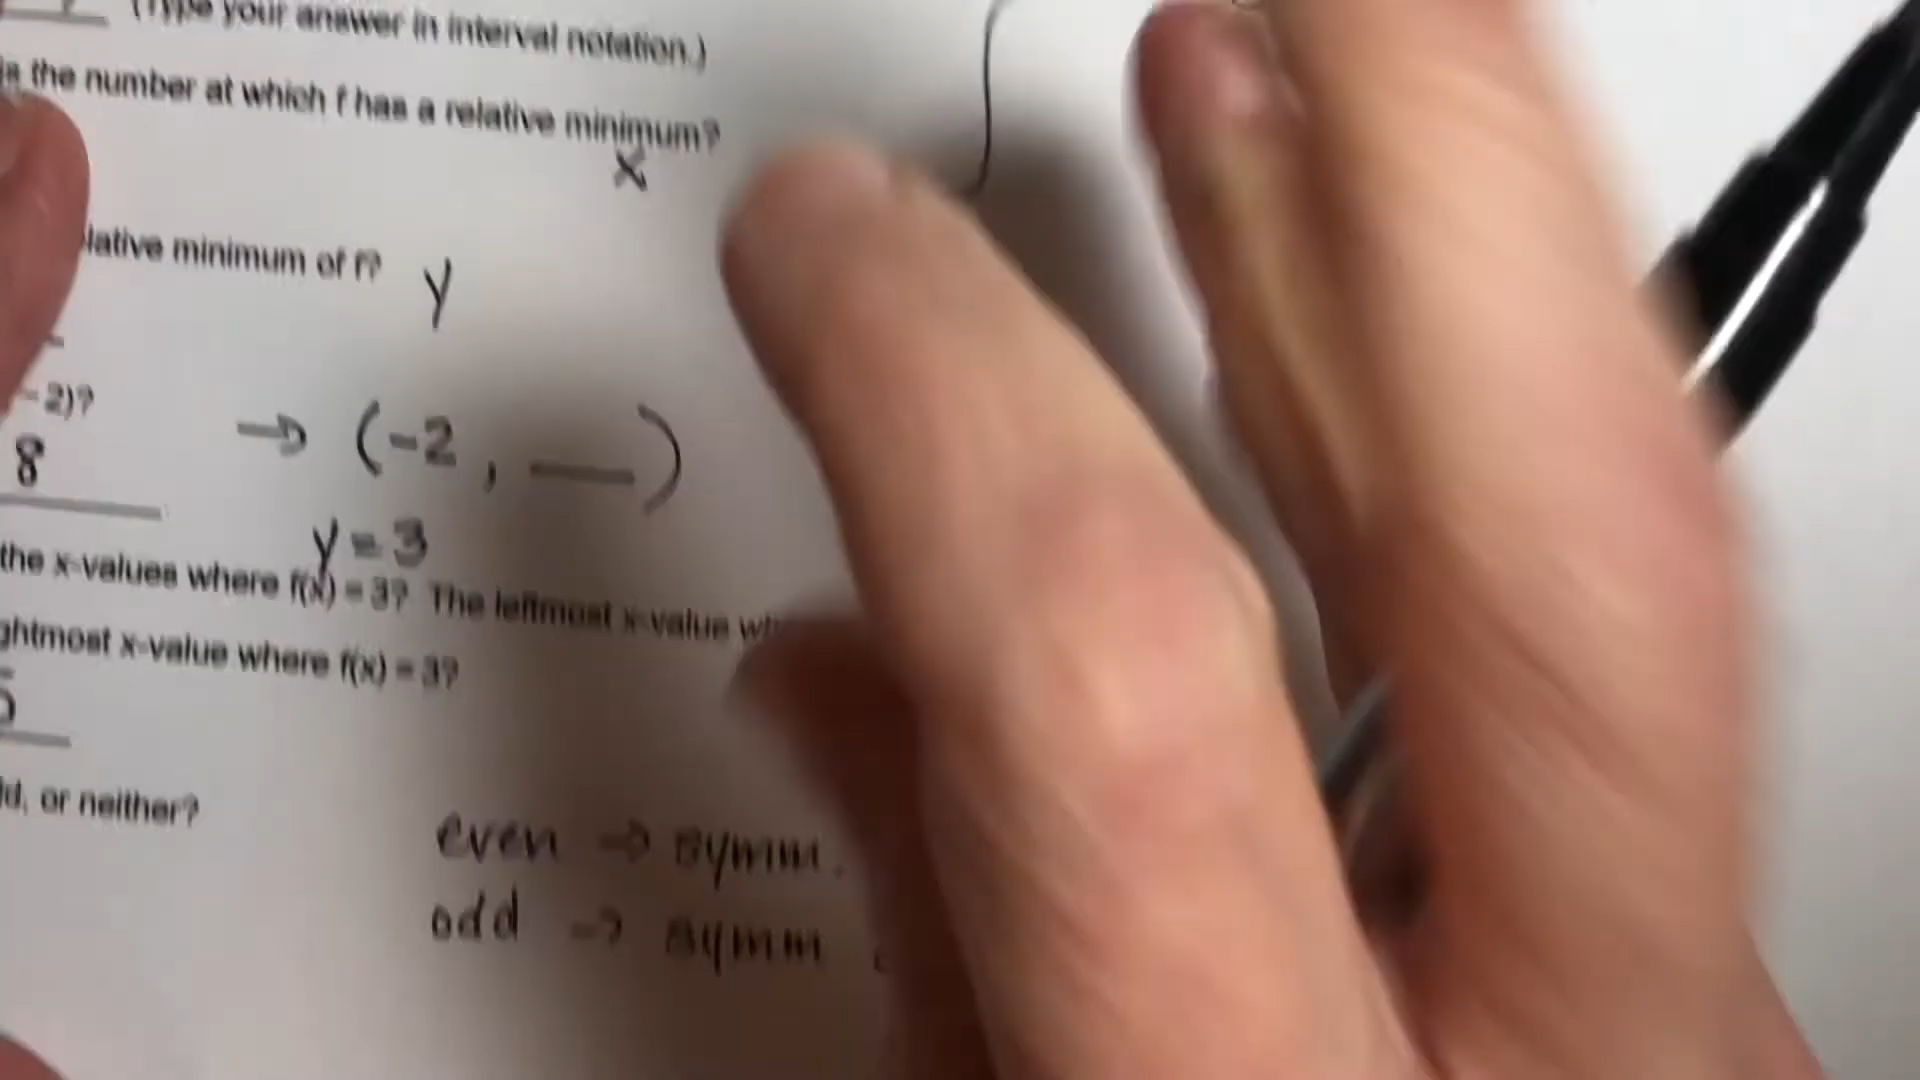 (Type your answer in interval notation.)
is the number at which f has a relative minimum?
x
lative minimum of f?
y
-2)?
→ (-2, __)
8
y = 3
the x-values where f(x) = 3? The leftmost x-value
ghtmost x-value where f(x) = 3?
or neither?
even → symm.
odd → symm